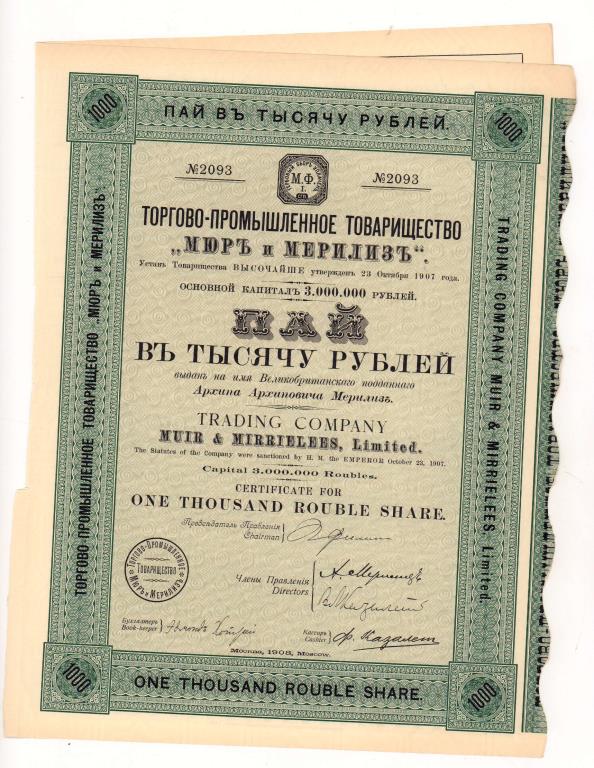 1000
ПАЙ ВЪ ТЫСЯЧУ РУБЛЕЙ.
1000
№2093
М.Ф.
№2093
ТОРГОВО-ПРОМЫШЛЕННОЕ ТОВАРИЩЕСТВО
„МЮРЪ и МЕРИЛИЗЪ“.
Уставъ Товарищества ВЫСОЧАЙШЕ утвержденъ 23 Октября 1907 года.
ОСНОВНОЙ КАПИТАЛЪ 3.000.000 РУБЛЕЙ.
ПАЙ
ВЪ ТЫСЯЧУ РУБЛЕЙ
выданъ на имя Великобританскаго подданнаго
Архипа Архиповича Мерилизъ.
TRADING COMPANY
MUIR & MIRRIELEES, Limited.
The Statutes of the Company were sanctioned by H. M. the EMPEROR October 23, 1907.
Capital 3.000.000 Roubles.
CERTIFICATE FOR
ONE THOUSAND ROUBLE SHARE.
Предсѣдатель Правленія
Chairman
Члены Правленія
Directors
А. Мерилизъ
Бухгалтеръ
Book-keeper
Кассиръ
Cashier
Ф. Казалет
Москва, 1908, Moscow.
ТОРГОВО-ПРОМЫШЛЕННОЕ
ТОВАРИЩЕСТВО
МЮРЪ и МЕРИЛИЗЪ
ТОРГОВО-ПРОМЫШЛЕННОЕ ТОВАРИЩЕСТВО „МЮРЪ и МЕРИЛИЗЪ“
TRADING COMPANY MUIR & MIRRIELEES, Limited.
1000
ONE THOUSAND ROUBLE SHARE.
1000